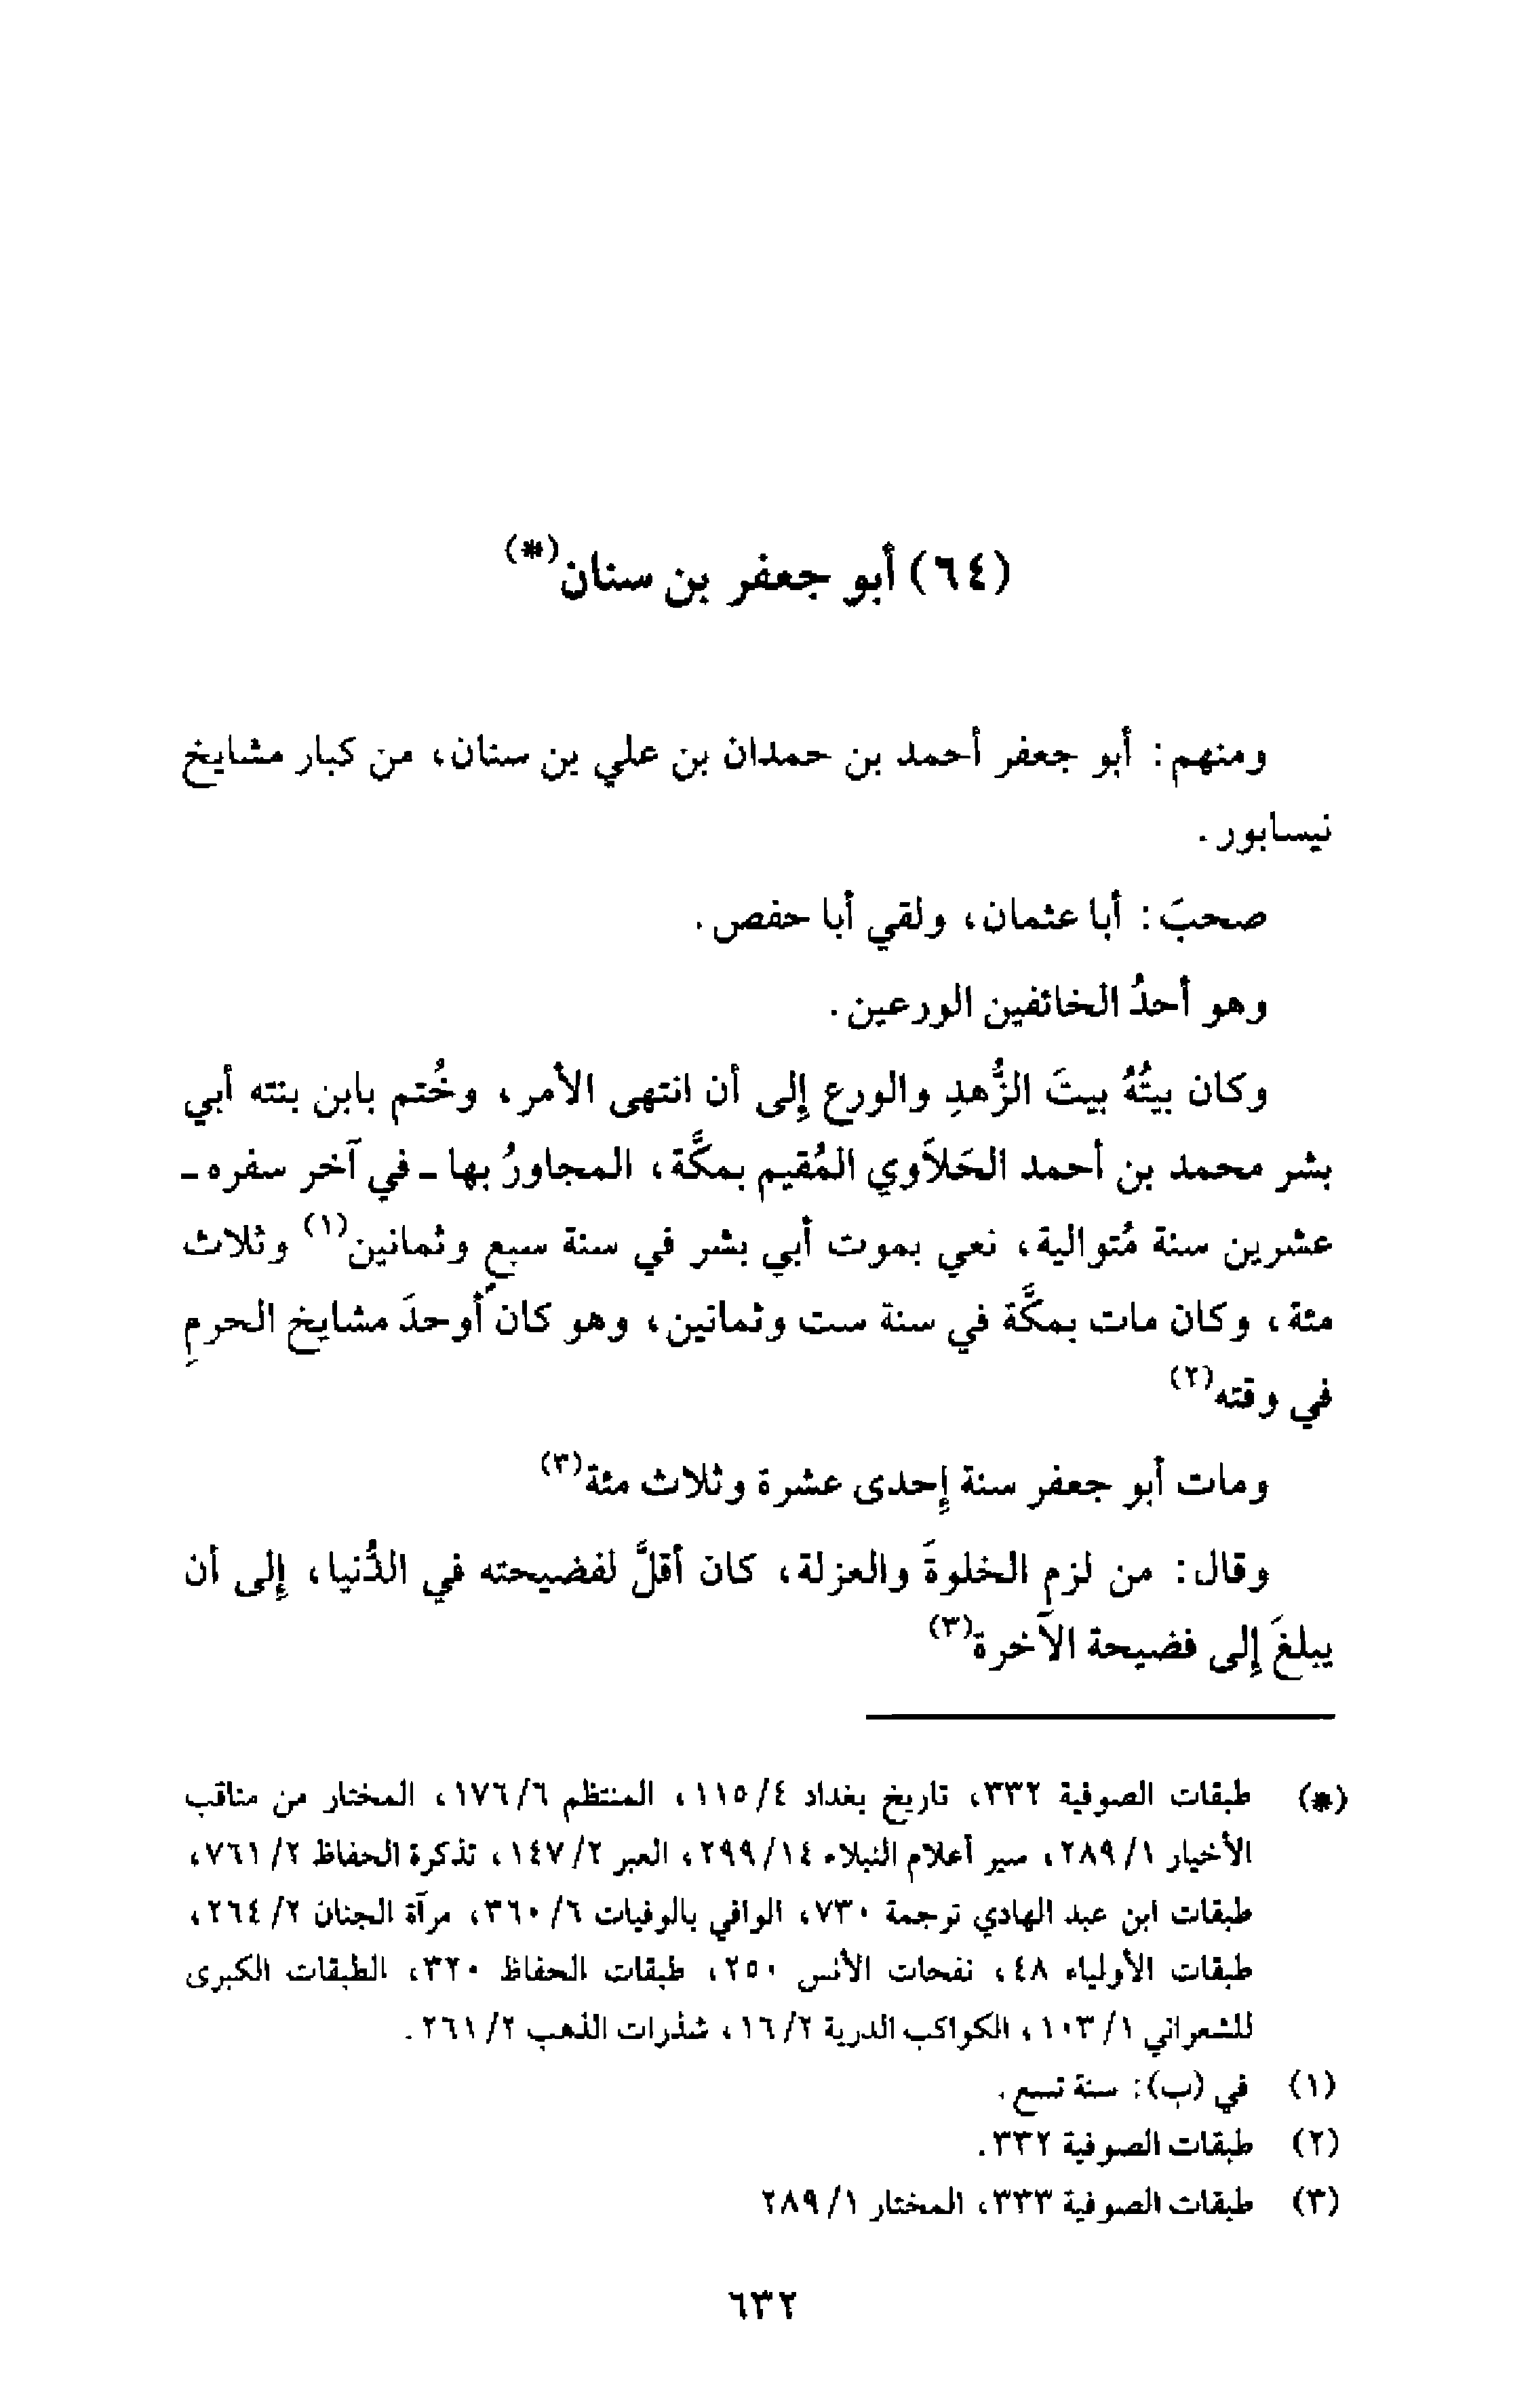 (٦٤) أبو جعفر بن سنان(*)
ومنهم: أبو جعفر أحمد بن حمدان بن علي بن سنان، من كبار مشايخ
نيسابور.
صحبَ: أبا عثمان، ولقي أبا حفص.
وهو أحدُ الخائفين الورعين.
وكان بيتُهُ بيتَ الزُّهدِ والورع إلى أن انتهى الأمر، وخُتم بابن بنته أبي
بشر محمد بن أحمد الحَلاَوي المُقيم بمكَّة، المجاورُ بها - في آخر سفره -
عشرين سنة مُتوالية، نعي بموت أبي بشر في سنة سبعٍ وثمانين(١) وثلاث
مئة، وكان مات بمكَّة في سنة ست وثمانين، وهو كان أوحدَ مشايخ الحرمِ
في وقته(٢)
ومات أبو جعفر سنة إحدى عشرة وثلاث مئة(٣)
وقال: من لزم الخلوةَ والعزلة، كان أقلَّ لفضيحته في الدُّنيا، إلى أن
يبلغَ إلى فضيحة الآخرة(٣)
(*) طبقات الصوفية ٣٣٢، تاريخ بغداد ٤/ ١١٥، المنتظم ٦/ ١٧٦، المختار من مناقب
الأخيار ١/ ٢٨٩، سير أعلام النبلاء ١٤/ ٢٩٩، العبر ٢/ ١٤٧، تذكرة الحفاظ ٢/ ٧٦١،
طبقات ابن عبد الهادي ترجمة ٧٣٠، الوافي بالوفيات ٦/ ٣٦٠، مرآة الجنان ٢/ ٢٦٤،
طبقات الأولياء ٤٨، نفحات الأنس ٢٥٠، طبقات الحفاظ ٣٢٠، الطبقات الكبرى
للشعراني ١/ ١٠٣، الكواكب الدرية ٢/ ١٦، شذرات الذهب ٢/ ٢٦١.
(١) في (ب): سنة تسع.
(٢) طبقات الصوفية ٣٣٢.
(٣) طبقات الصوفية ٣٣٣، المختار ١/ ٢٨٩
٦٣٢